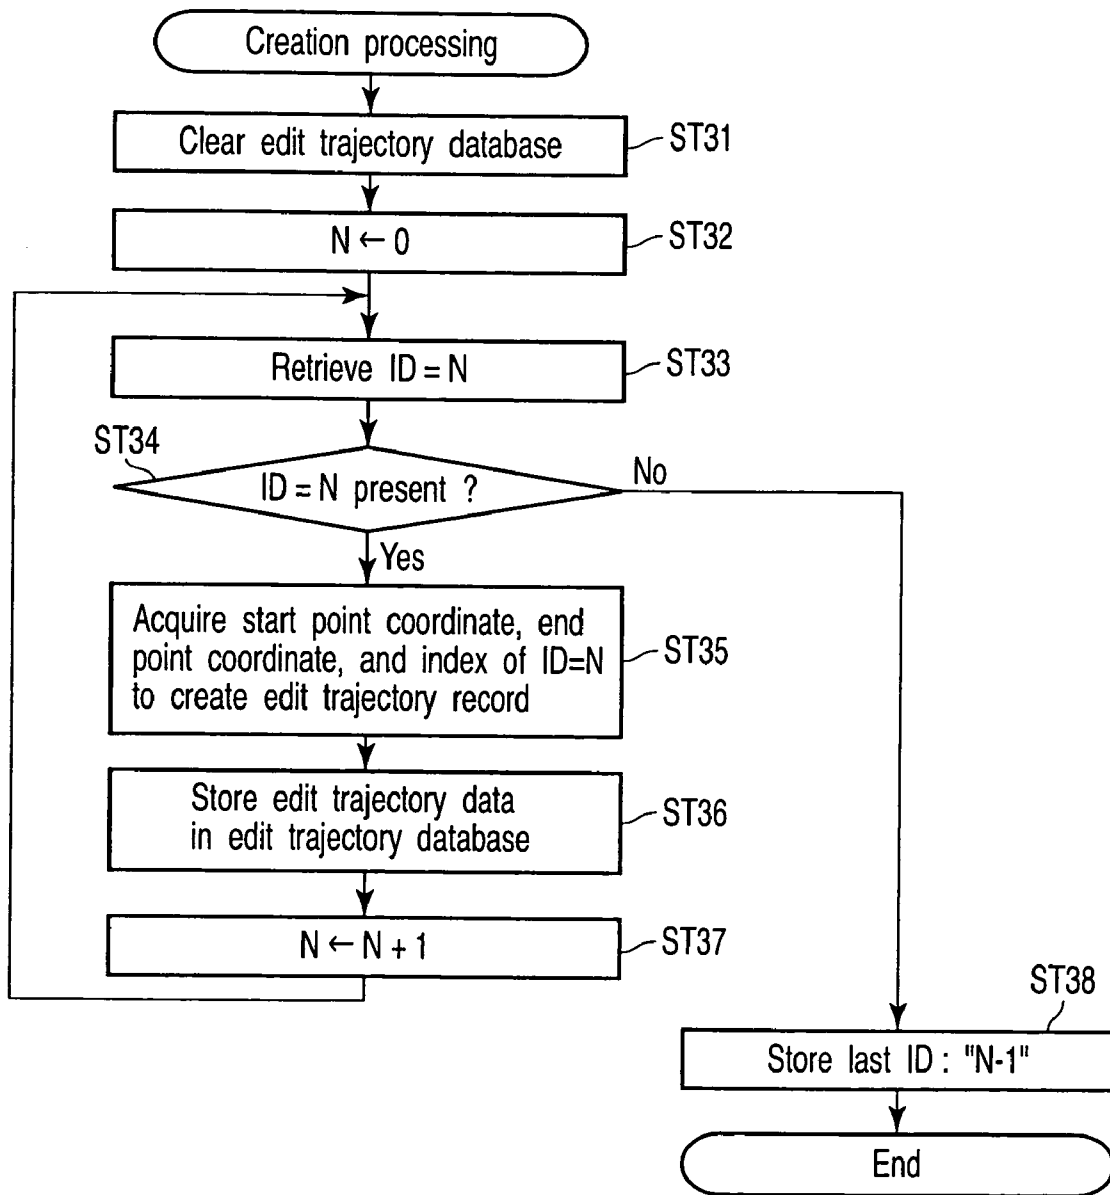 Creation processing
Clear edit trajectory database
ST31
N ← 0
ST32
Retrieve ID = N
ST33
ST34
ID = N present ?
No
Yes
Acquire start point coordinate, end
point coordinate, and index of ID=N
to create edit trajectory record
ST35
Store edit trajectory data
in edit trajectory database
ST36
N ← N + 1
ST37
ST38
Store last ID : "N-1"
End